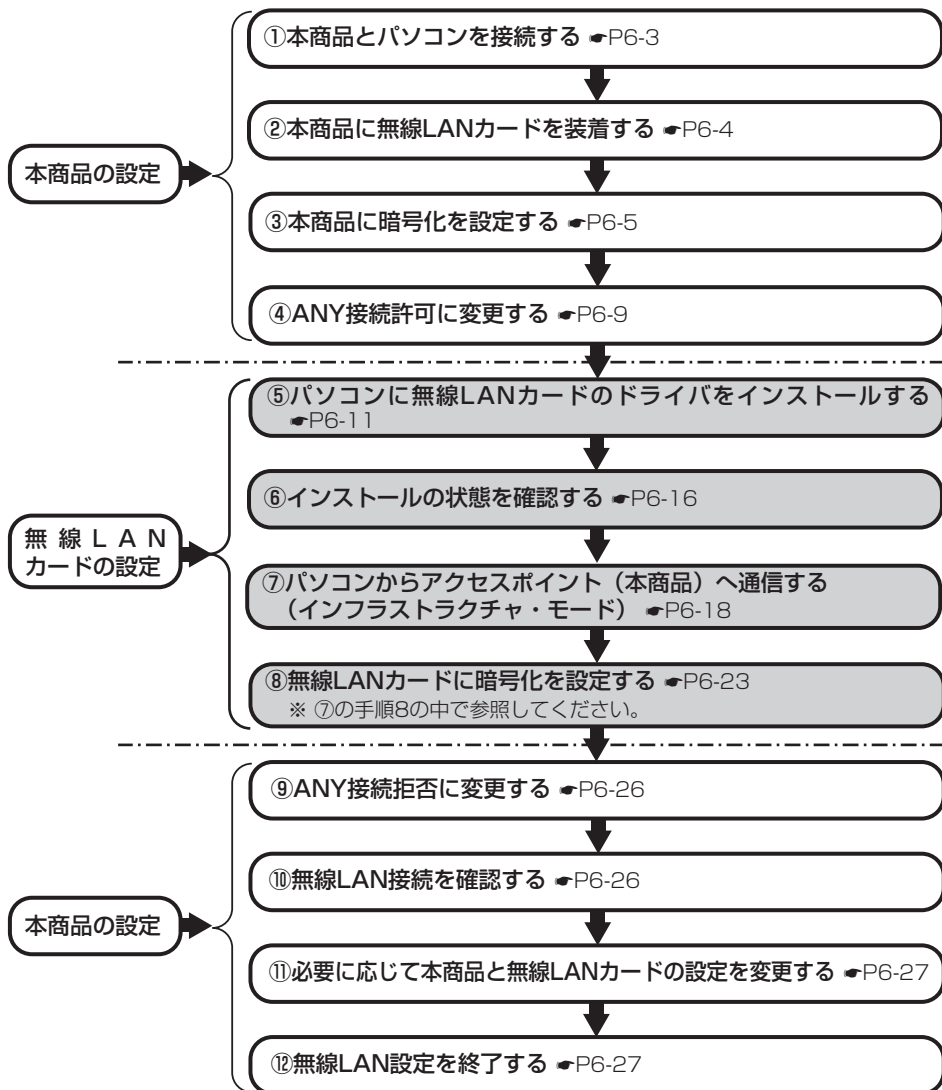 ①本商品とパソコンを接続する ☛P6-3
②本商品に無線LANカードを装着する ☛P6-4
本商品の設定
③本商品に暗号化を設定する ☛P6-5
④ANY接続許可に変更する ☛P6-9
⑤パソコンに無線LANカードのドライバをインストールする
☛P6-11
⑥インストールの状態を確認する ☛P6-16
無線LAN
カードの設定
⑦パソコンからアクセスポイント（本商品）へ通信する
（インフラストラクチャ・モード） ☛P6-18
⑧無線LANカードに暗号化を設定する ☛P6-23
※ ⑦の手順8の中で参照してください。
⑨ANY接続拒否に変更する ☛P6-26
⑩無線LAN接続を確認する ☛P6-26
本商品の設定
⑪必要に応じて本商品と無線LANカードの設定を変更する ☛P6-27
⑫無線LAN設定を終了する ☛P6-27